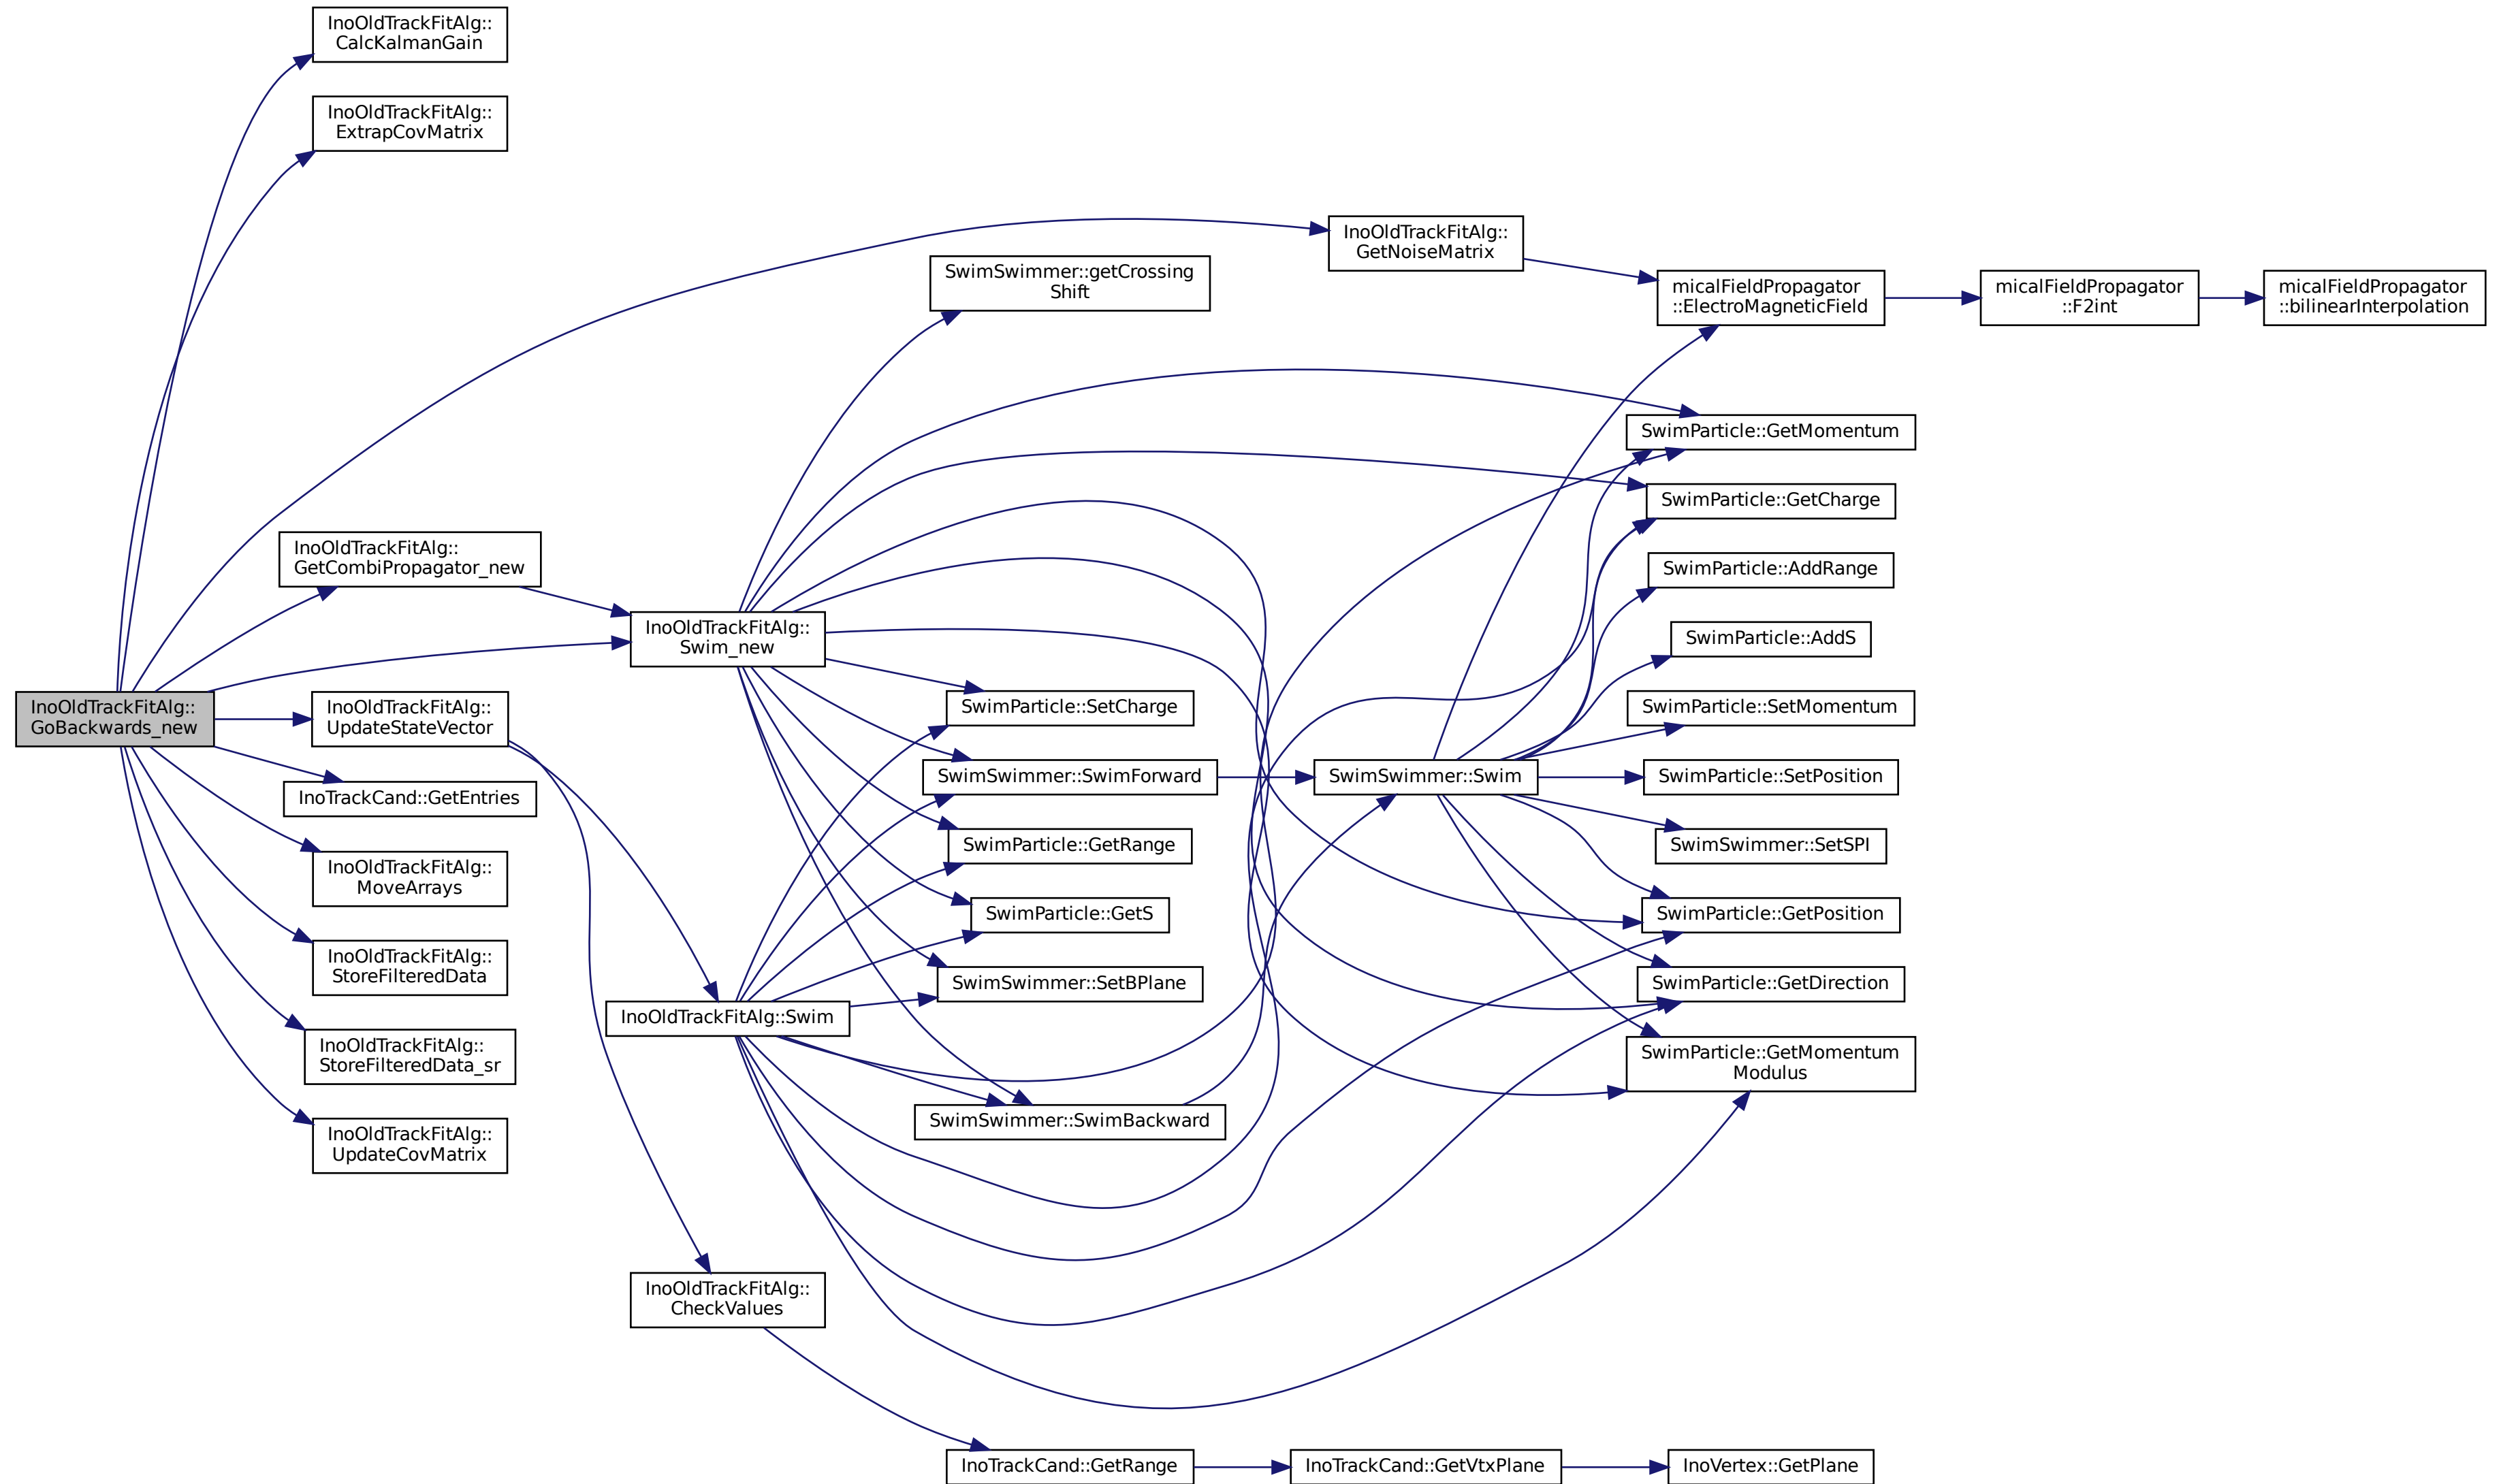 InoOldTrackFitAlg::
CalcKalmanGain
InoOldTrackFitAlg::
ExtrapCovMatrix
InoOldTrackFitAlg::
GetNoiseMatrix
SwimSwimmer::getCrossing
Shift
micalFieldPropagator
::ElectroMagneticField
micalFieldPropagator
::F2int
micalFieldPropagator
::bilinearInterpolation
SwimParticle::GetMomentum
SwimParticle::GetCharge
InoOldTrackFitAlg::
GetCombiPropagator_new
SwimParticle::AddRange
InoOldTrackFitAlg::
Swim_new
SwimParticle::AddS
InoOldTrackFitAlg::
GoBackwards_new
InoOldTrackFitAlg::
UpdateStateVector
SwimParticle::SetCharge
SwimParticle::SetMomentum
InoTrackCand::GetEntries
SwimSwimmer::SwimForward
SwimSwimmer::Swim
SwimParticle::SetPosition
InoOldTrackFitAlg::
MoveArrays
SwimParticle::GetRange
SwimSwimmer::SetSPI
SwimParticle::GetS
SwimParticle::GetPosition
InoOldTrackFitAlg::
StoreFilteredData
SwimSwimmer::SetBPlane
SwimParticle::GetDirection
InoOldTrackFitAlg::Swim
InoOldTrackFitAlg::
StoreFilteredData_sr
SwimParticle::GetMomentum
Modulus
SwimSwimmer::SwimBackward
InoOldTrackFitAlg::
UpdateCovMatrix
InoOldTrackFitAlg::
CheckValues
InoTrackCand::GetRange
InoTrackCand::GetVtxPlane
InoVertex::GetPlane